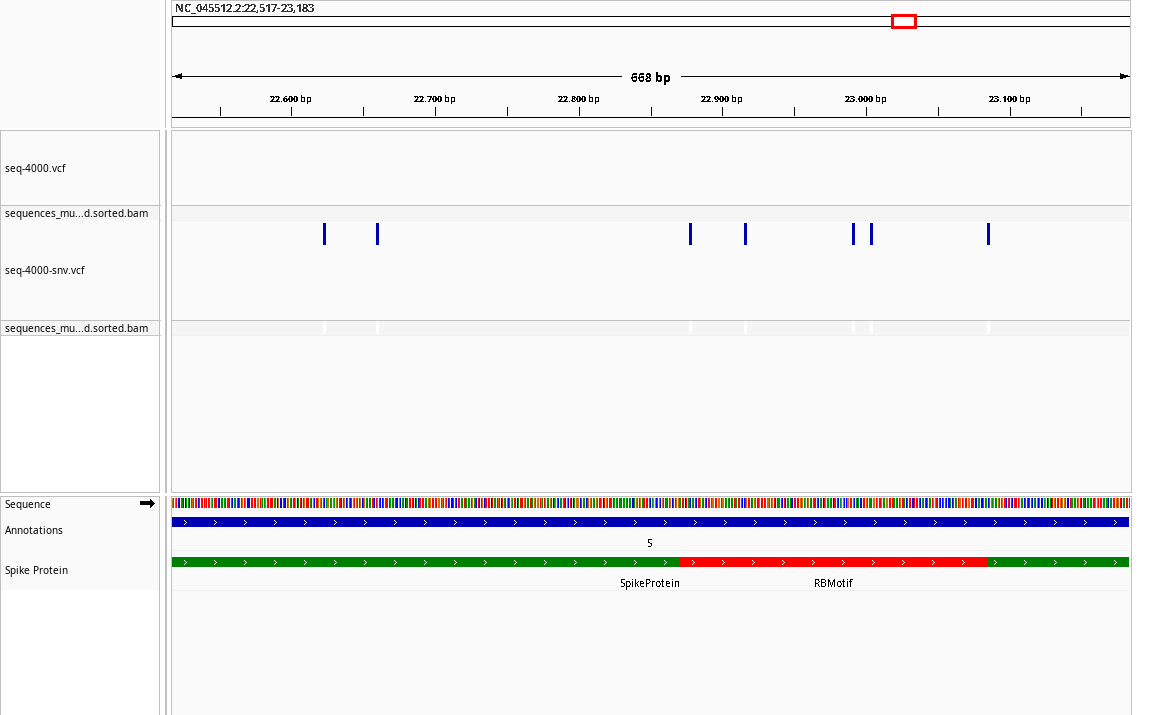 NC_045512.2:22,517-23,183
668 bp
22.600 bp 22.700 bp 22.800 bp 22.900 bp 23.000 bp 23.100 bp
seq-4000.vcf
sequences_mu...d.sorted.bam
seq-4000-snv.vcf
sequences_mu...d.sorted.bam
Sequence
Annotations
S
Spike Protein
SpikeProtein RBMotif